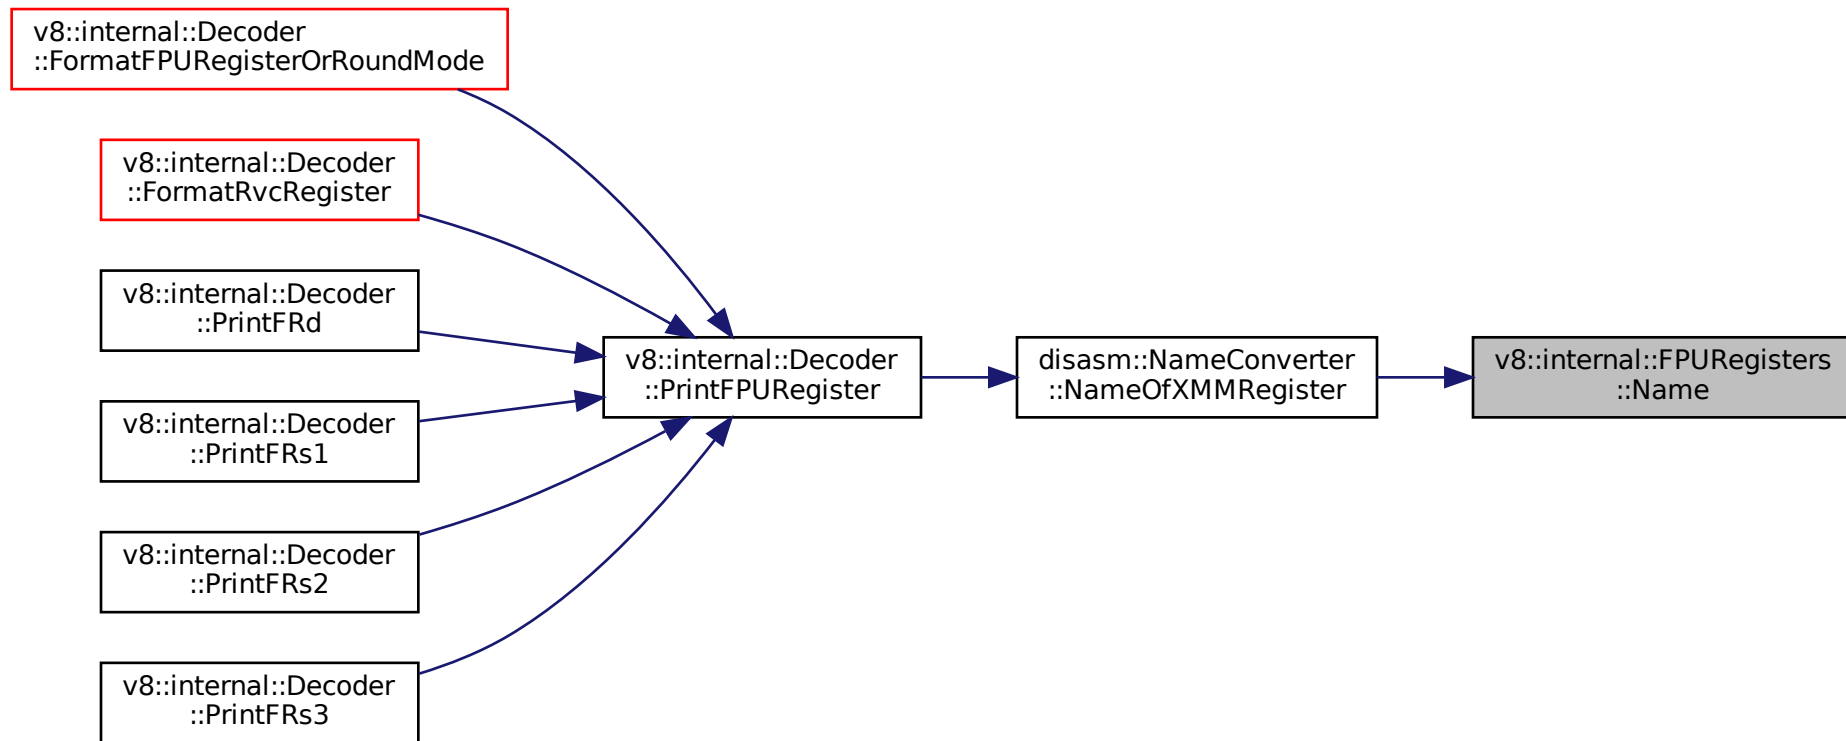 v8::internal::Decoder
::FormatFPURegisterOrRoundMode
v8::internal::Decoder
::FormatRvcRegister
v8::internal::Decoder
::PrintFRd
v8::internal::Decoder
::PrintFRs1
v8::internal::Decoder
::PrintFRs2
v8::internal::Decoder
::PrintFRs3
v8::internal::Decoder
::PrintFPURegister
disasm::NameConverter
::NameOfXMMRegister
v8::internal::FPURegisters
::Name